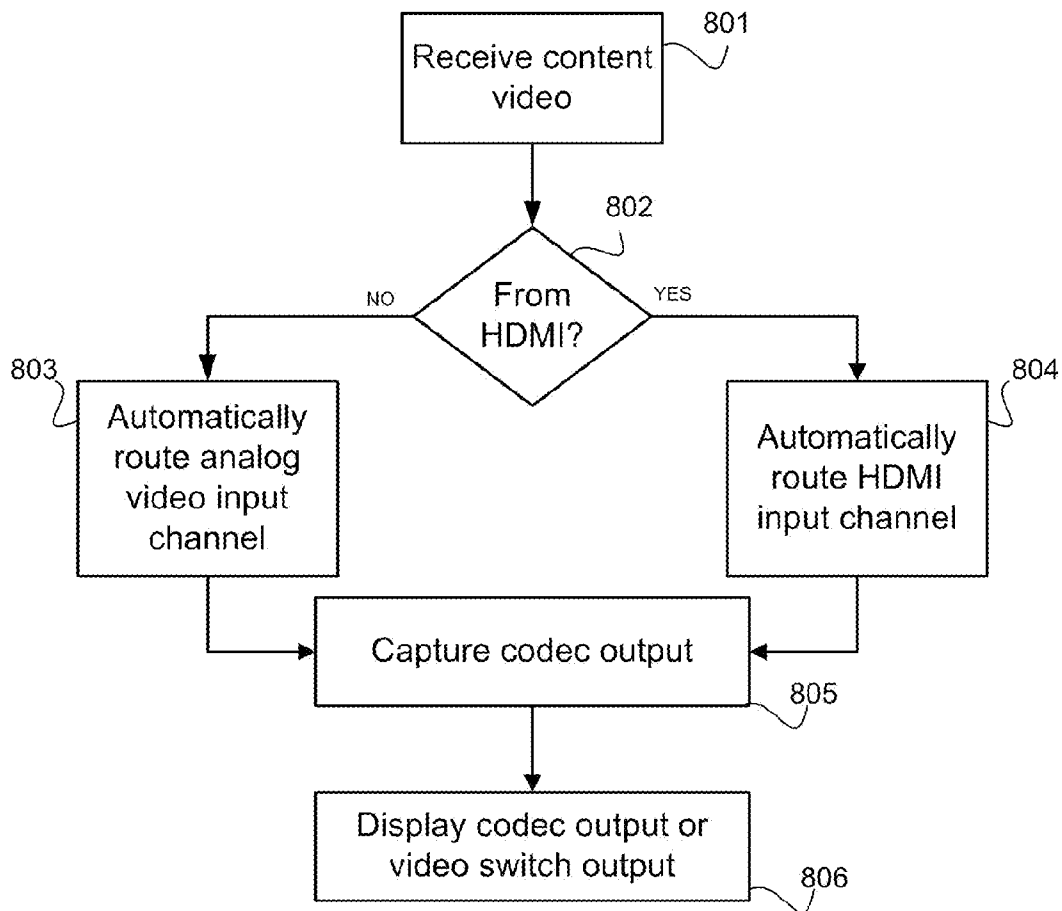 801
Receive content
video
802
From
HDMI?
NO
YES
803
Automatically
route analog
video input
channel
804
Automatically
route HDMI
input channel
Capture codec output
805
Display codec output or
video switch output
806